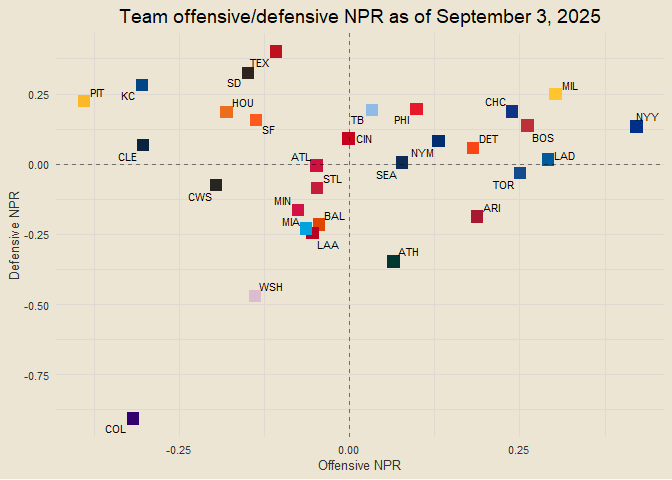 Team offensive/defensive NPR as of September 3, 2025
TEX
SD
PIT
KC
HOU
SF
MIL
CHC
NYY
TB
PHI
BOS
CIN
NYM
DET
CLE
ATL
SEA
LAD
TOR
STL
CWS
MIN
BAL
MIA
LAA
ARI
ATH
WSH
COL
0.25
0.00
-0.25
-0.50
-0.75
Defensive NPR
-0.25
0.00
0.25
Offensive NPR